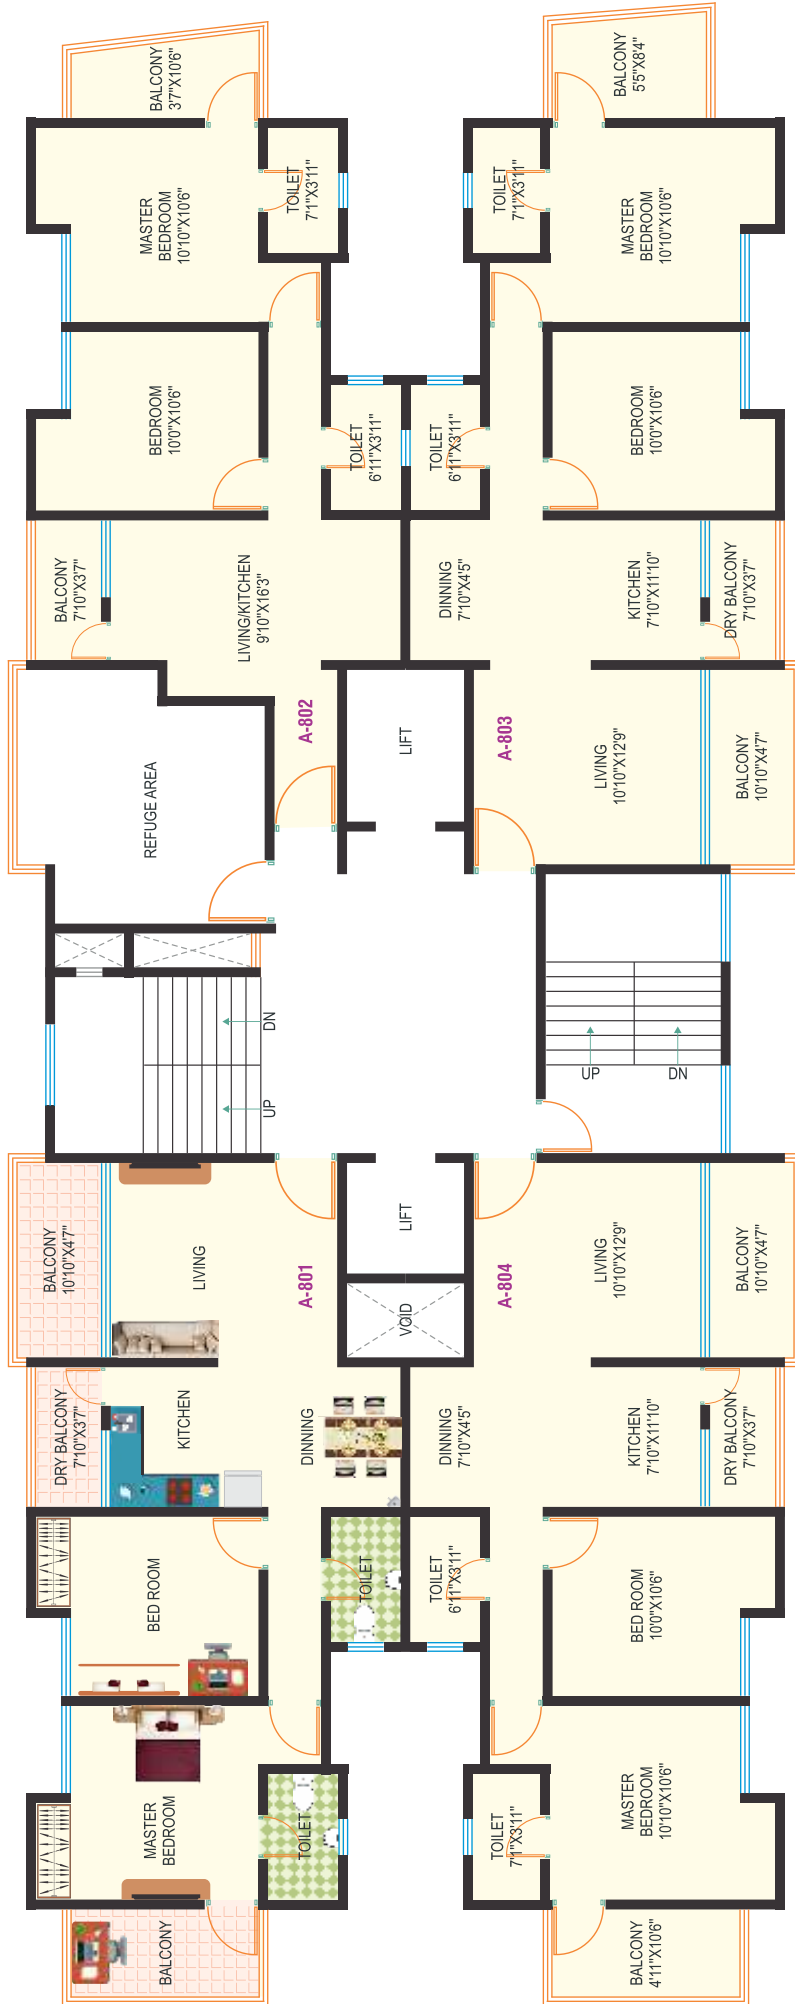 BALCONY
3'7"X10'6"
BALCONY
5'5"X8'4"
MASTER
BEDROOM
10'10"X10'6"
TOILET
7'1"X3'11"
TOILET
7'1"X3'11"
MASTER
BEDROOM
10'10"X10'6"
BEDROOM
10'0"X10'6"
TOILET
6'11"X3'11"
TOILET
6'11"X3'11"
BEDROOM
10'0"X10'6"
BALCONY
7'10"X3'7"
LIVING/KITCHEN
9'10"X16'3"
DINNING
7'10"X4'5"
KITCHEN
7'10"X11'10"
DRY BALCONY
7'10"X3'7"
REFUGE AREA
A-802
LIFT
A-803
LIVING
10'10"X12'9"
BALCONY
10'10"X4'7"
DN
UP
UP
DN
BALCONY
10'10"X4'7"
LIVING
A-801
LIFT
VOID
A-804
LIVING
10'10"X12'9"
BALCONY
10'10"X4'7"
DRY BALCONY
7'10"X3'7"
KITCHEN
DINNING
DINNING
7'10"X4'5"
KITCHEN
7'10"X11'10"
DRY BALCONY
7'10"X3'7"
BED ROOM
TOILET
TOILET
6'11"X3'11"
BED ROOM
10'0"X10'6"
MASTER
BEDROOM
TOILET
TOILET
7'1"X3'11"
MASTER
BEDROOM
10'10"X10'6"
BALCONY
BALCONY
4'11"X10'6"